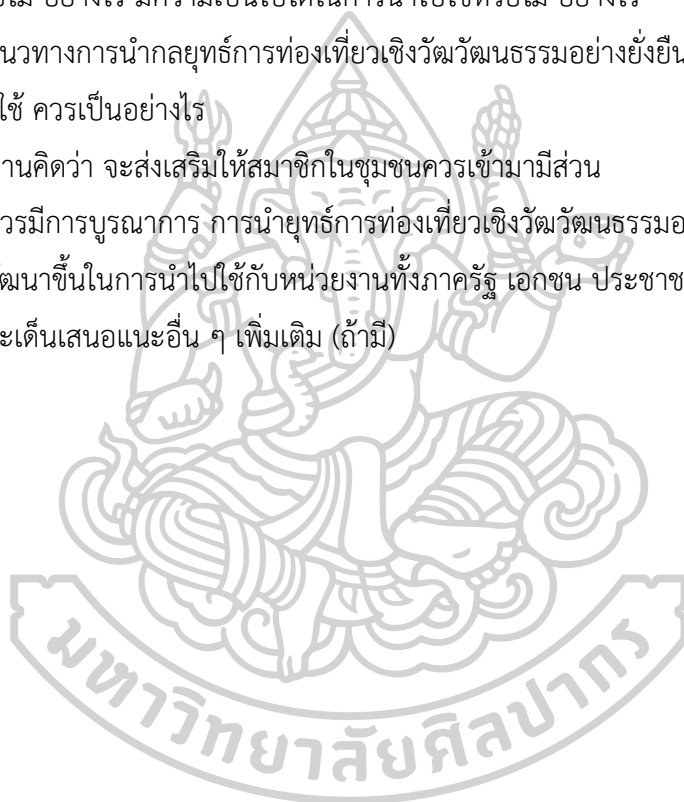 อย่างไร มีความเป็นไปได้ในการนำไปใช้หรือไม่ อย่างไร
นวทางการนำกลยุทธ์การท่องเที่ยวเชิงวัฒวัฒนธรรมอย่างยั่งยืน
ใช้ ควรเป็นอย่างไร
านคิดว่า จะส่งเสริมให้สมาชิกในชุมชนควรเข้ามามีส่วน
วรมีการบูรณาการ การนำยุทธ์การท่องเที่ยวเชิงวัฒวัฒนธรรมอ
ัฒนาขึ้นในการนำไปใช้กับหน่วยงานทั้งภาครัฐ เอกชน ประชาช
ะเด็นเสนอแนะอื่น ๆ เพิ่มเติม (ถ้ามี)
มหาวิทยาลัยศิลปากร